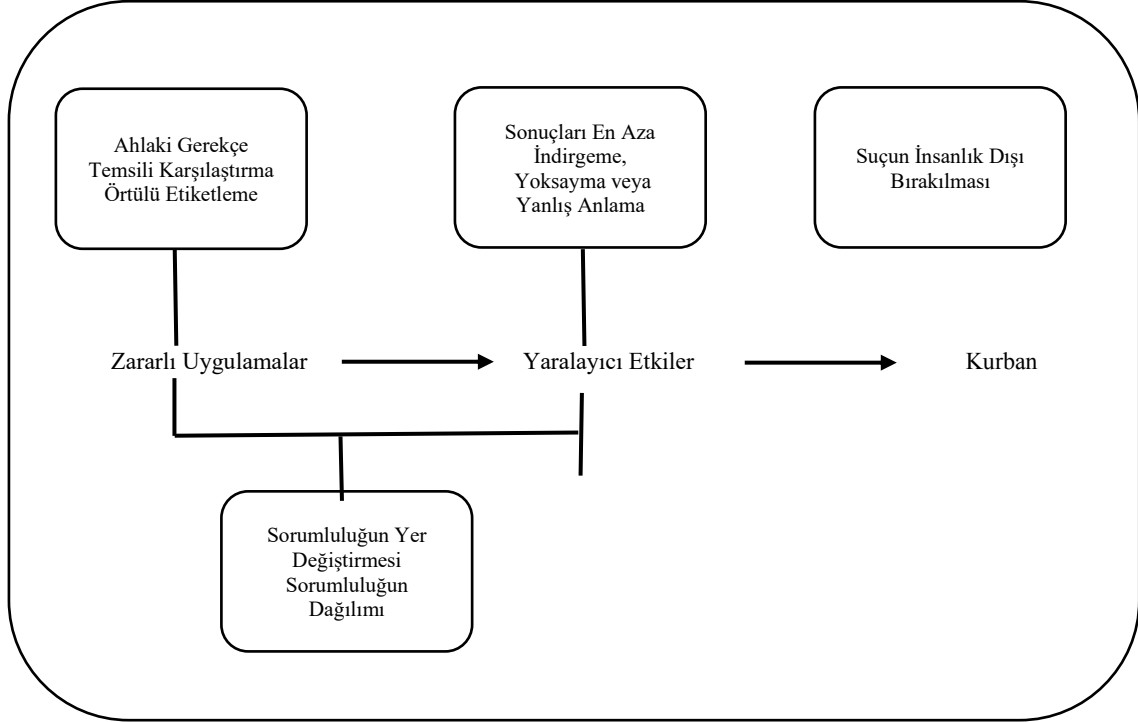 Ahlaki Gerekçe
Temsili Karşılaştırma
Örtülü Etiketleme
Sonuçları En Aza
İndirgeme,
Yoksayma veya
Yanlış Anlama
Suçun İnsanlık Dışı
Bırakılması
Zararlı Uygulamalar
Yaralayıcı Etkiler
Kurban
Sorumluluğun Yer
Değiştirmesi
Sorumluluğun
Dağılımı